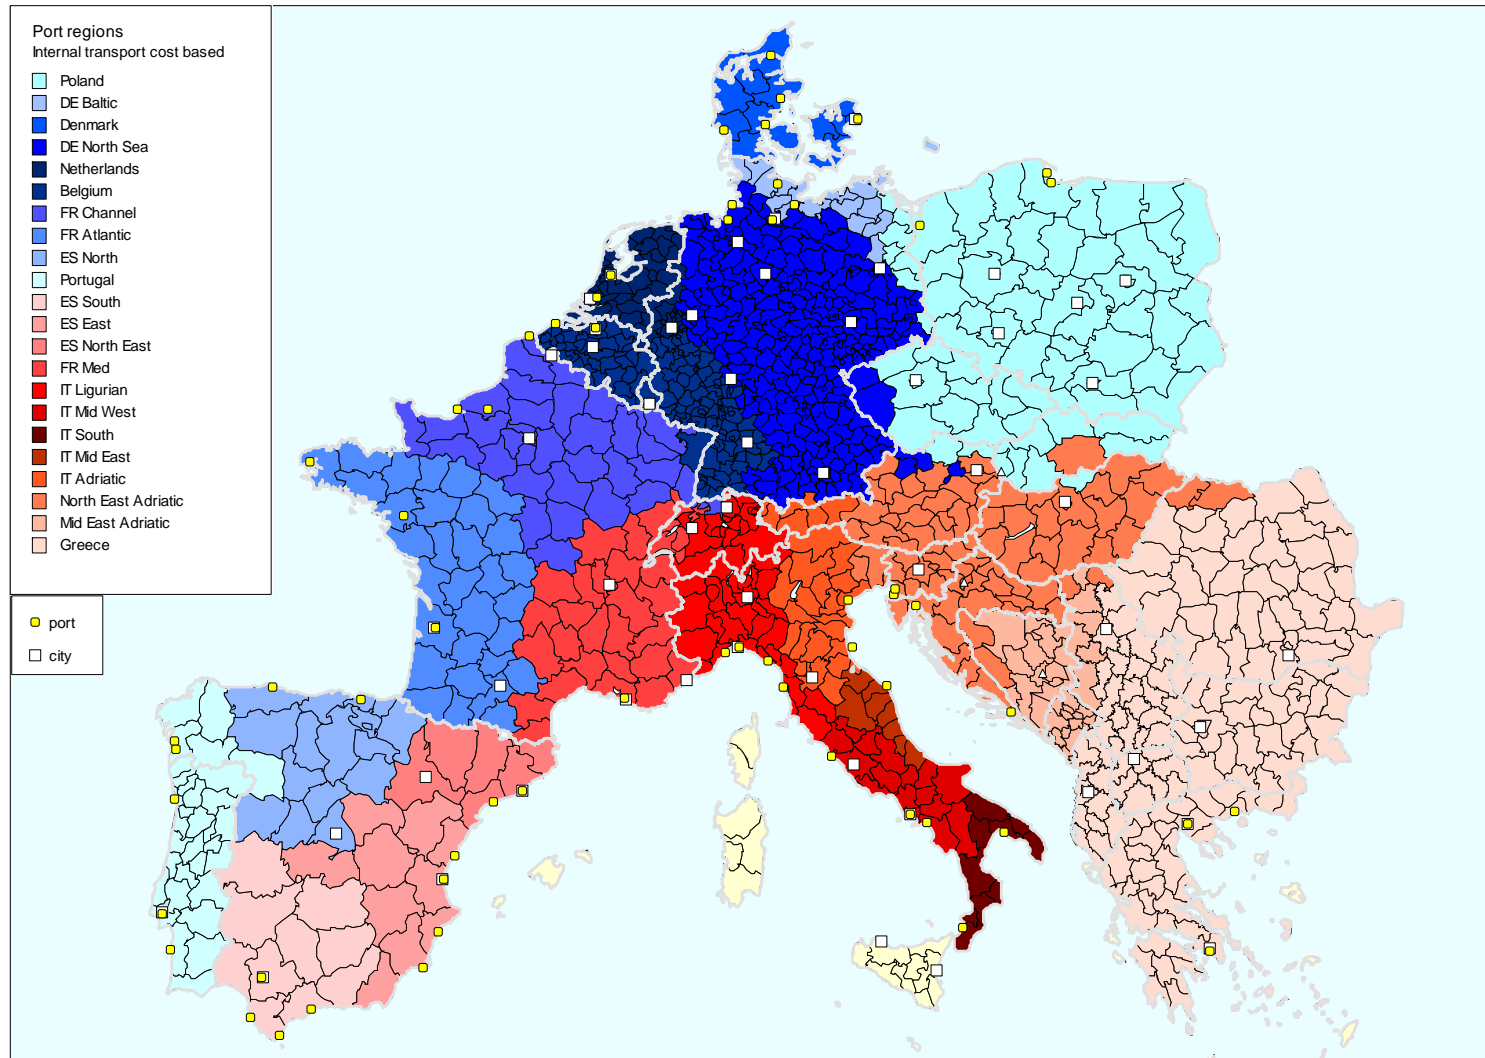 Port regions
Internal transport cost based
Poland
DE Baltic
Denmark
DE North Sea
Netherlands
Belgium
FR Channel
FR Atlantic
ES North
Portugal
ES South
ES East
ES North East
FR Med
IT Ligurian
IT Mid West
IT South
IT Mid East
IT Adriatic
North East Adriatic
Mid East Adriatic
Greece
port
city